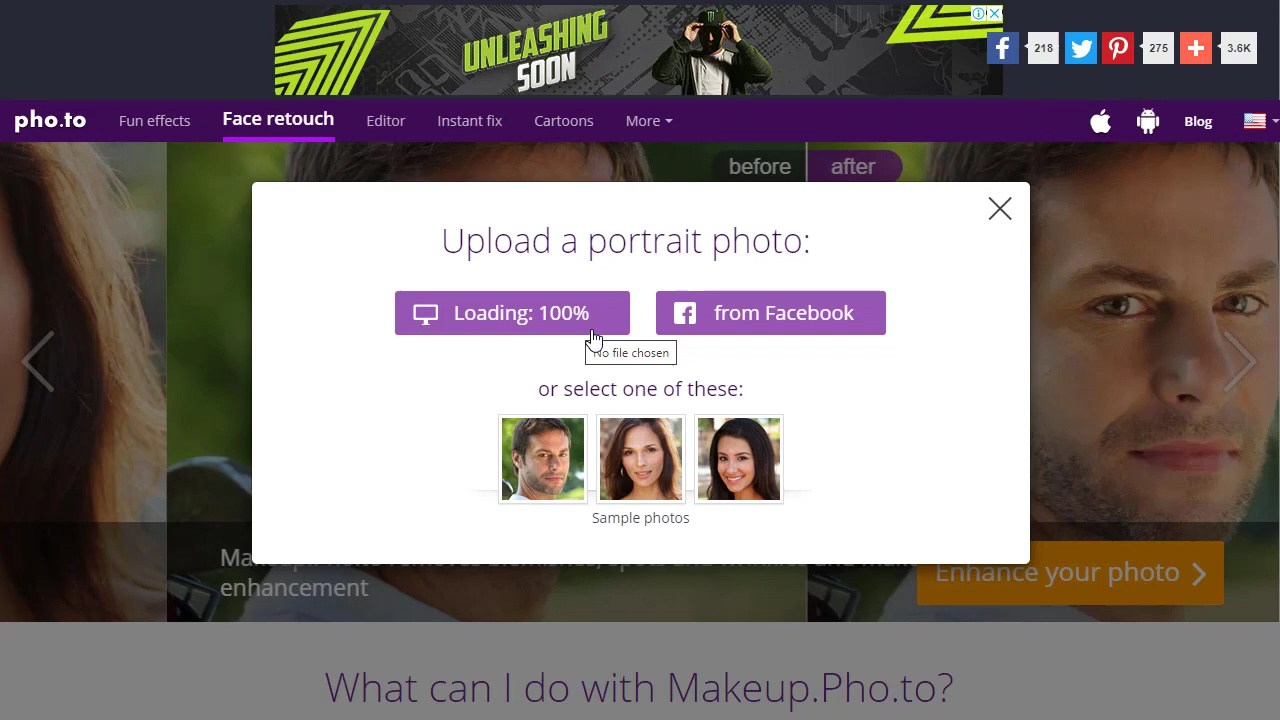 UNLEASHING
SOON
218
275
3.6K
pho.to
Fun effects
Face retouch
Editor
Instant fix
Cartoons
More
Blog
before
after
Upload a portrait photo:
Loading: 100%
from Facebook
No file chosen
or select one of these:
Sample photos
enhancement
Enhance your photo
What can I do with Makeup.Pho.to?